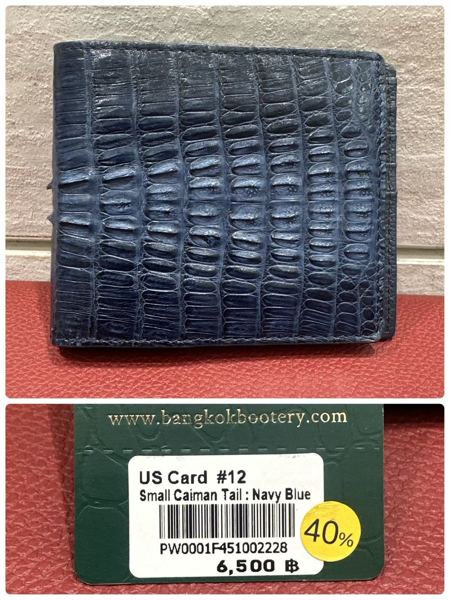 www.bangkokbootery.com
US Card #12
Small Caiman Tail : Navy Blue
40%
PW0001F451002228
6,500 ฿